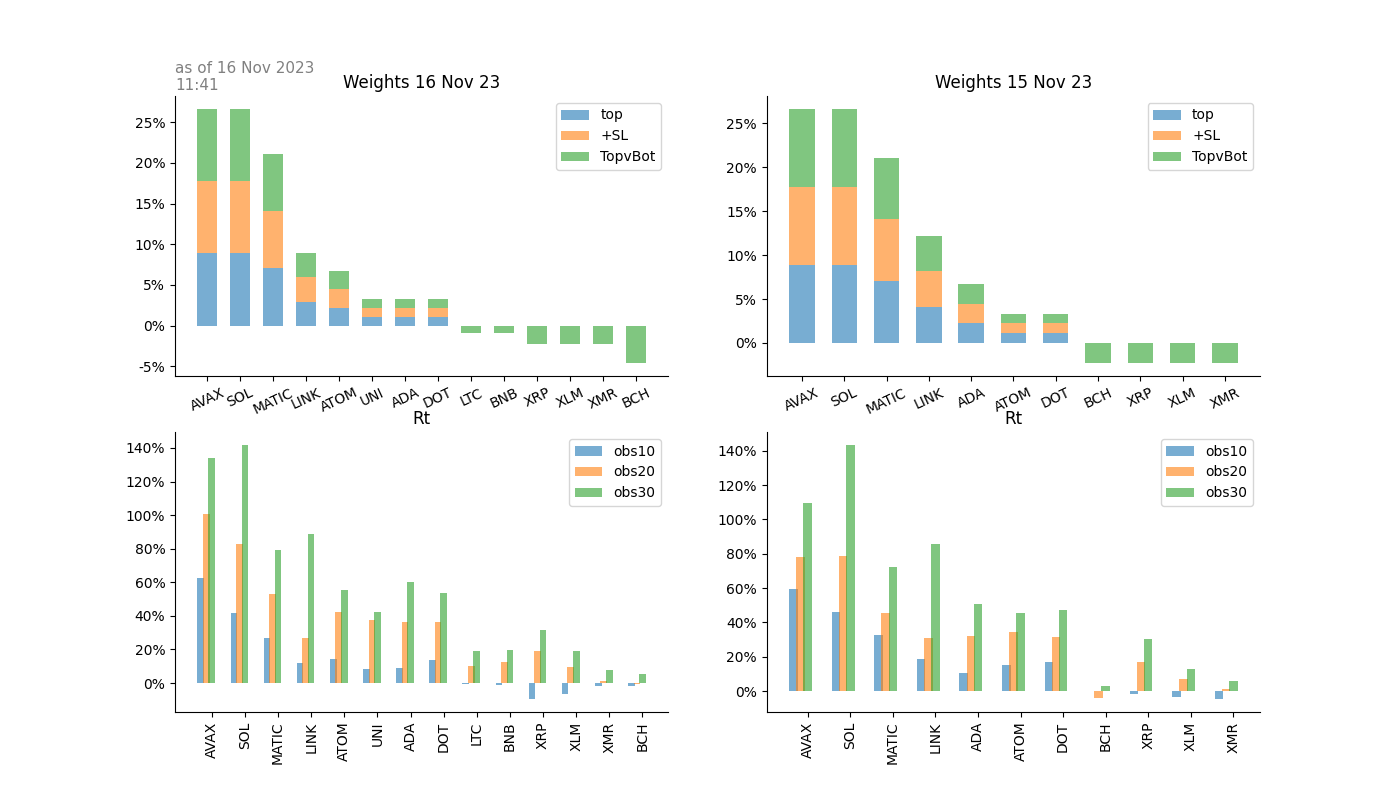 as of 16 Nov 2023
11:41
Weights 16 Nov 23
25%
20%
15%
10%
5%
0%
-5%
top
+SL
TopvBot
AVAX SOL MATIC LINK ATOM UNI ADA DOT LTC BNB XRP XLM XMR BCH
Weights 15 Nov 23
25%
20%
15%
10%
5%
0%
top
+SL
TopvBot
AVAX SOL MATIC LINK ADA ATOM DOT BCH XRP XLM XMR
Rt
140%
120%
100%
80%
60%
40%
20%
0%
obs10
obs20
obs30
AVAX SOL MATIC LINK ATOM UNI ADA DOT LTC BNB XRP XLM XMR BCH
Rt
140%
120%
100%
80%
60%
40%
20%
0%
obs10
obs20
obs30
AVAX SOL MATIC LINK ADA ATOM DOT BCH XRP XLM XMR